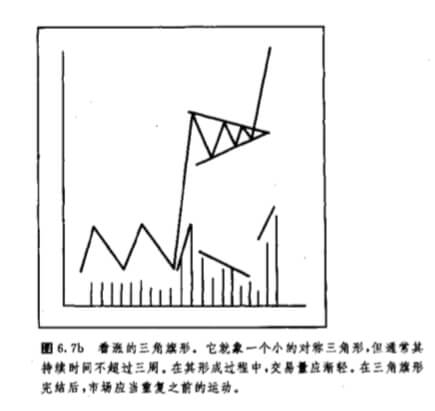 图 6.7b 看涨的三角旗形。它就象一个小的对称三角形,但通常其
持续时间不超过三周。在其形成过程中,交易量应渐轻。在三角旗形
完结后,市场应当重复之前的运动。